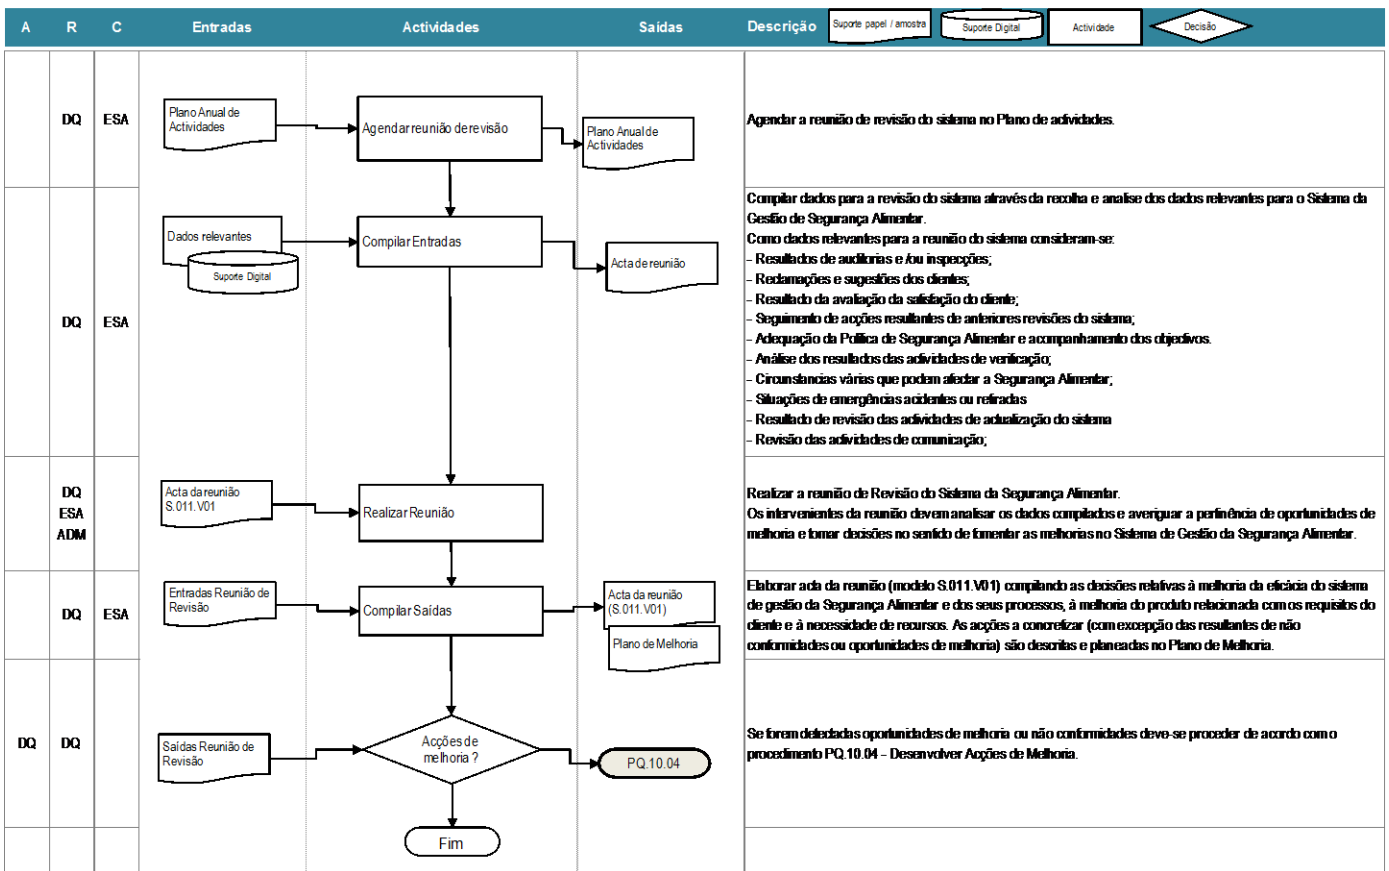 A R C Entradas Actividades Saídas Descrição Suporte papel / amostra Suporte Digital Actividade Decisão
DQ ESA
Plano Anual de
Actividades
Agendar reunião de revisão
Plano Anual de
Actividades
Agendar a reunião de revisão do sistema no Plano de actividades.
DQ ESA
Dados relevantes
Suporte Digital
Compilar Entradas
Acta de reunião
Compilar dados para a revisão do sistema através da recolha e analise dos dados relevantes para o Sistema da
Gestão de Segurança Alimentar.
Como dados relevantes para a reunião do sistema consideram-se:
- Resultados de auditorias e /ou inspecções;
- Reclamações e sugestões dos clientes;
- Resultado da avaliação da satisfação do cliente;
- Seguimento de acções resultantes de anteriores revisões do sistema;
- Adequação da Política de Segurança Alimentar e acompanhamento dos objectivos.
- Análise dos resultados das actividades de verificação;
- Circunstancias várias que podem afectar a Segurança Alimentar;
- Situações de emergências acidentes ou retiradas
- Resultado de revisão das actividades de actualização do sistema
- Revisão das actividades de comunicação;
DQ
ESA
ADM
Acta da reunião
S.011.V01
Realizar Reunião
Realizar a reunião de Revisão do Sistema da Segurança Alimentar.
Os intervenientes da reunião devem analisar os dados compilados e averiguar a pertinência de oportunidades de
melhoria e tomar decisões no sentido de fomentar as melhorias no Sistema de Gestão da Segurança Alimentar.
DQ ESA
Entradas Reunião de
Revisão
Compilar Saídas
Acta da reunião
(S.011.V01)
Plano de Melhoria
Elaborar acta da reunião (modelo S.011.V01) compilando as decisões relativas à melhoria da eficácia do sistema
de gestão da Segurança Alimentar e dos seus processos, à melhoria do produto relacionada com os requisitos do
cliente e à necessidade de recursos. As acções a concretizar (com excepção das resultantes de não
conformidades ou oportunidades de melhoria) são descritas e planeadas no Plano de Melhoria.
DQ DQ
Saídas Reunião de
Revisão
Acções de
melhoria ?
PQ.10.04
Se forem detectadas oportunidades de melhoria ou não conformidades deve-se proceder de acordo com o
procedimento PQ.10.04 - Desenvolver Acções de Melhoria.
Fim